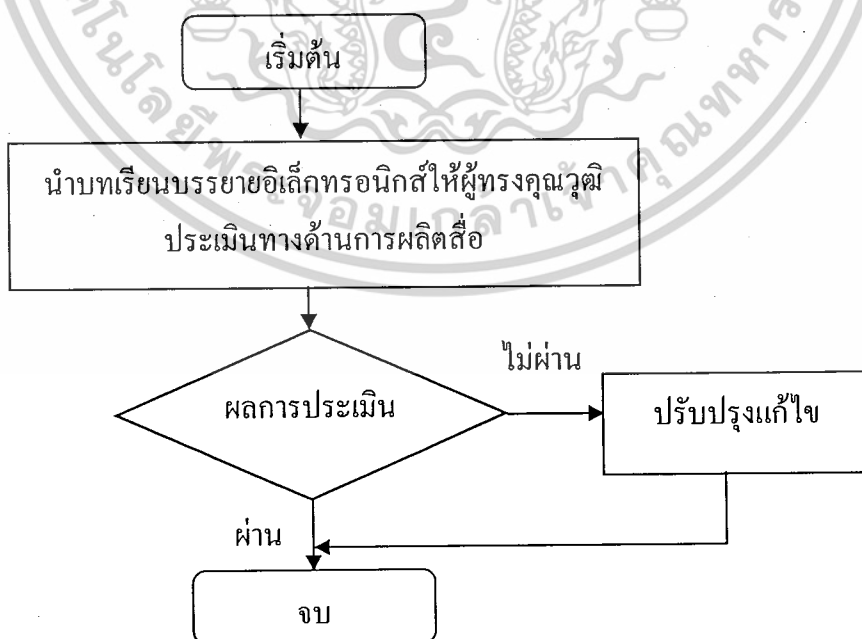 เริ่มต้น
นำบทเรียนบรรยายอิเล็กทรอนิกส์ให้ผู้ทรงคุณวุฒิ
ประเมินทางด้านการผลิตสื่อ
ผลการประเมิน
ไม่ผ่าน
ปรับปรุงแก้ไข
ผ่าน
จบ